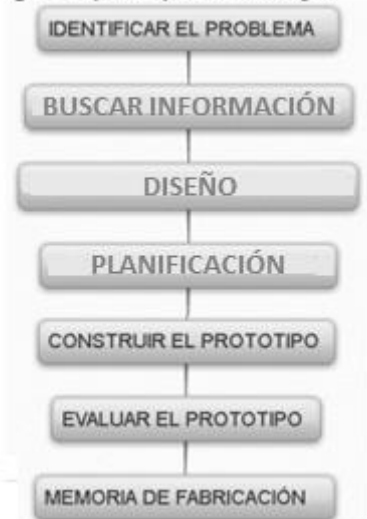 IDENTIFICAR EL PROBLEMA
BUSCAR INFORMACIÓN
DISEÑO
PLANIFICACIÓN
CONSTRUIR EL PROTOTIPO
EVALUAR EL PROTOTIPO
MEMORIA DE FABRICACIÓN